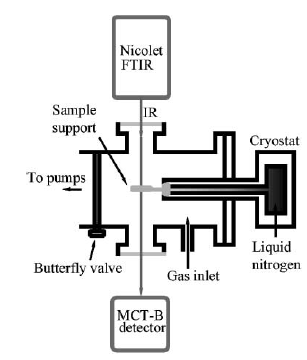 Nicolet
FTIR
Sample
support
IR
Cryostat
To pumps
Butterfly valve
Gas inlet
Liquid
nitrogen
MCT-B
detector